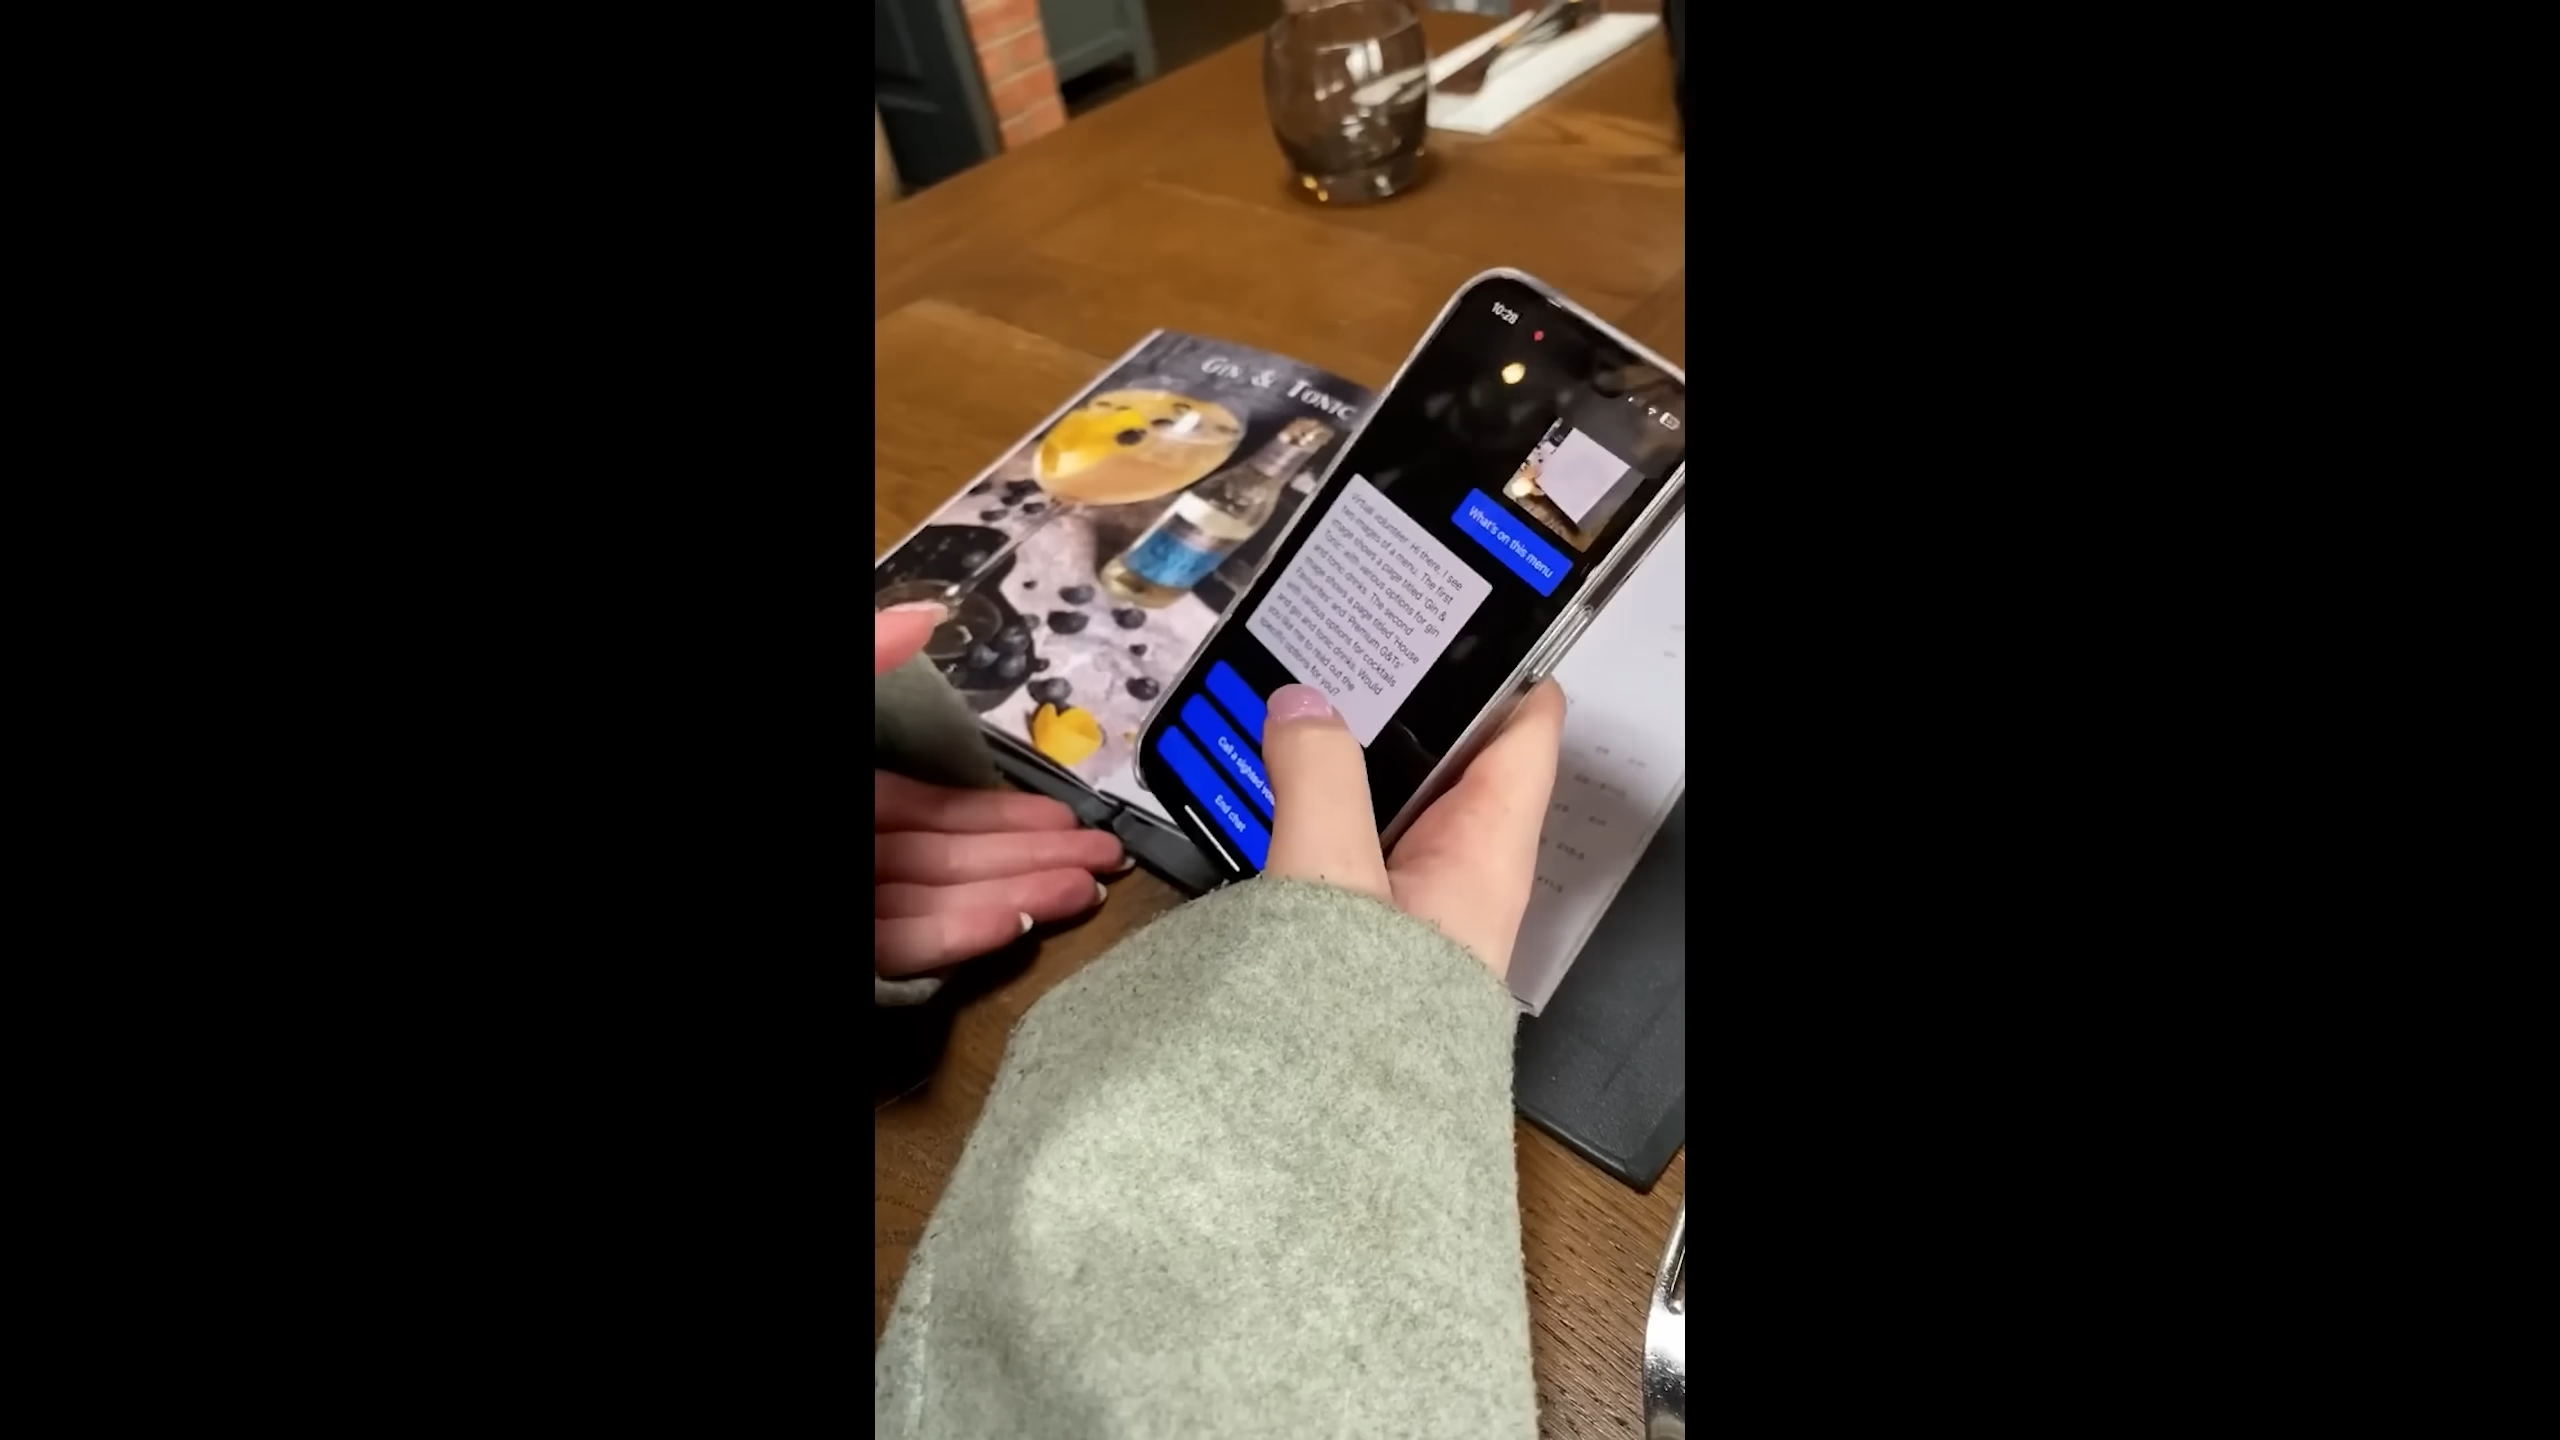 GIN & TONIC
10:28
What's on this menu
Virtual volunteer: Hi there, I see
two images of a menu. The first
image shows a page titled 'Gin &
Tonic' with various options for gin
and tonic drinks. The second
image shows a page titled 'House
Favourites' and 'Premium G&Ts'
with various options for cocktails
and gin and tonic drinks. Would
you like me to read out the
specific options for you?
Call a sighted
End chat